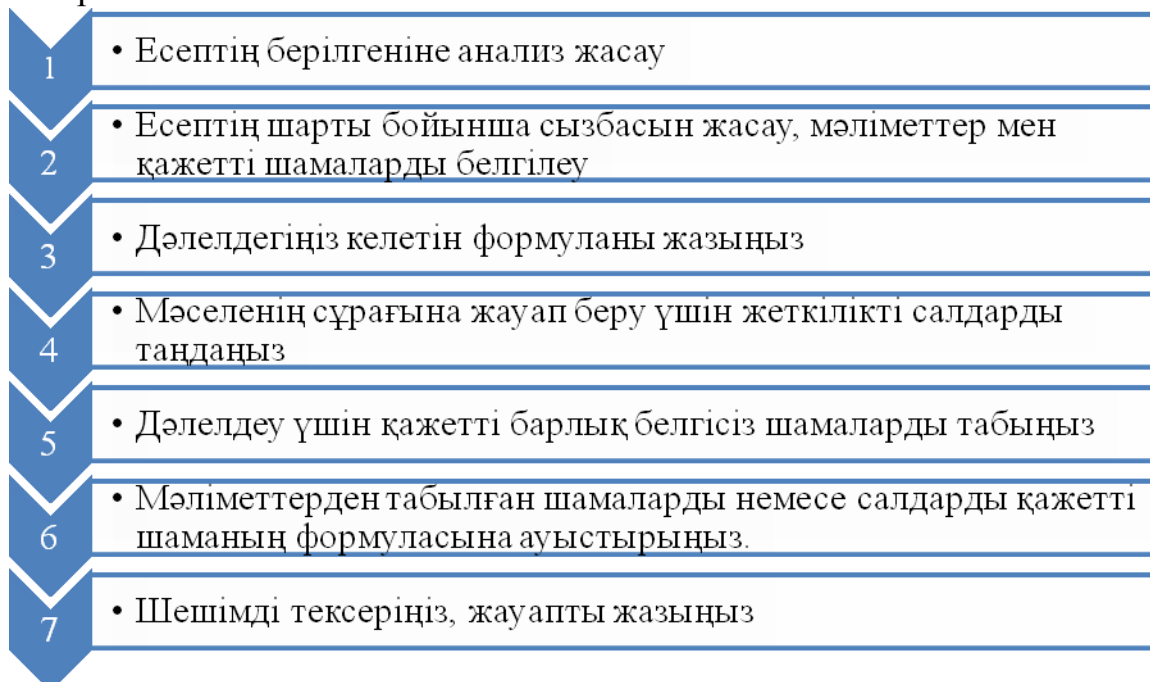 1
• Есептің берілгеніне анализ жасау
2
• Есептің шарты бойынша сызбасын жасау, мәліметтер мен
қажетті шамаларды белгілеу
3
• Дәлелдегіңіз келетін формуланы жазыңыз
4
• Мәселенің сұрағына жауап беру үшін жеткілікті салдарды
таңдаңыз
5
• Дәлелдеу үшін қажетті барлық белгісіз шамаларды табыңыз
6
• Мәліметтерден табылған шамаларды немесе салдарды қажетті
шаманың формуласына ауыстырыңыз.
7
• Шешімді тексеріңіз, жауапты жазыңыз